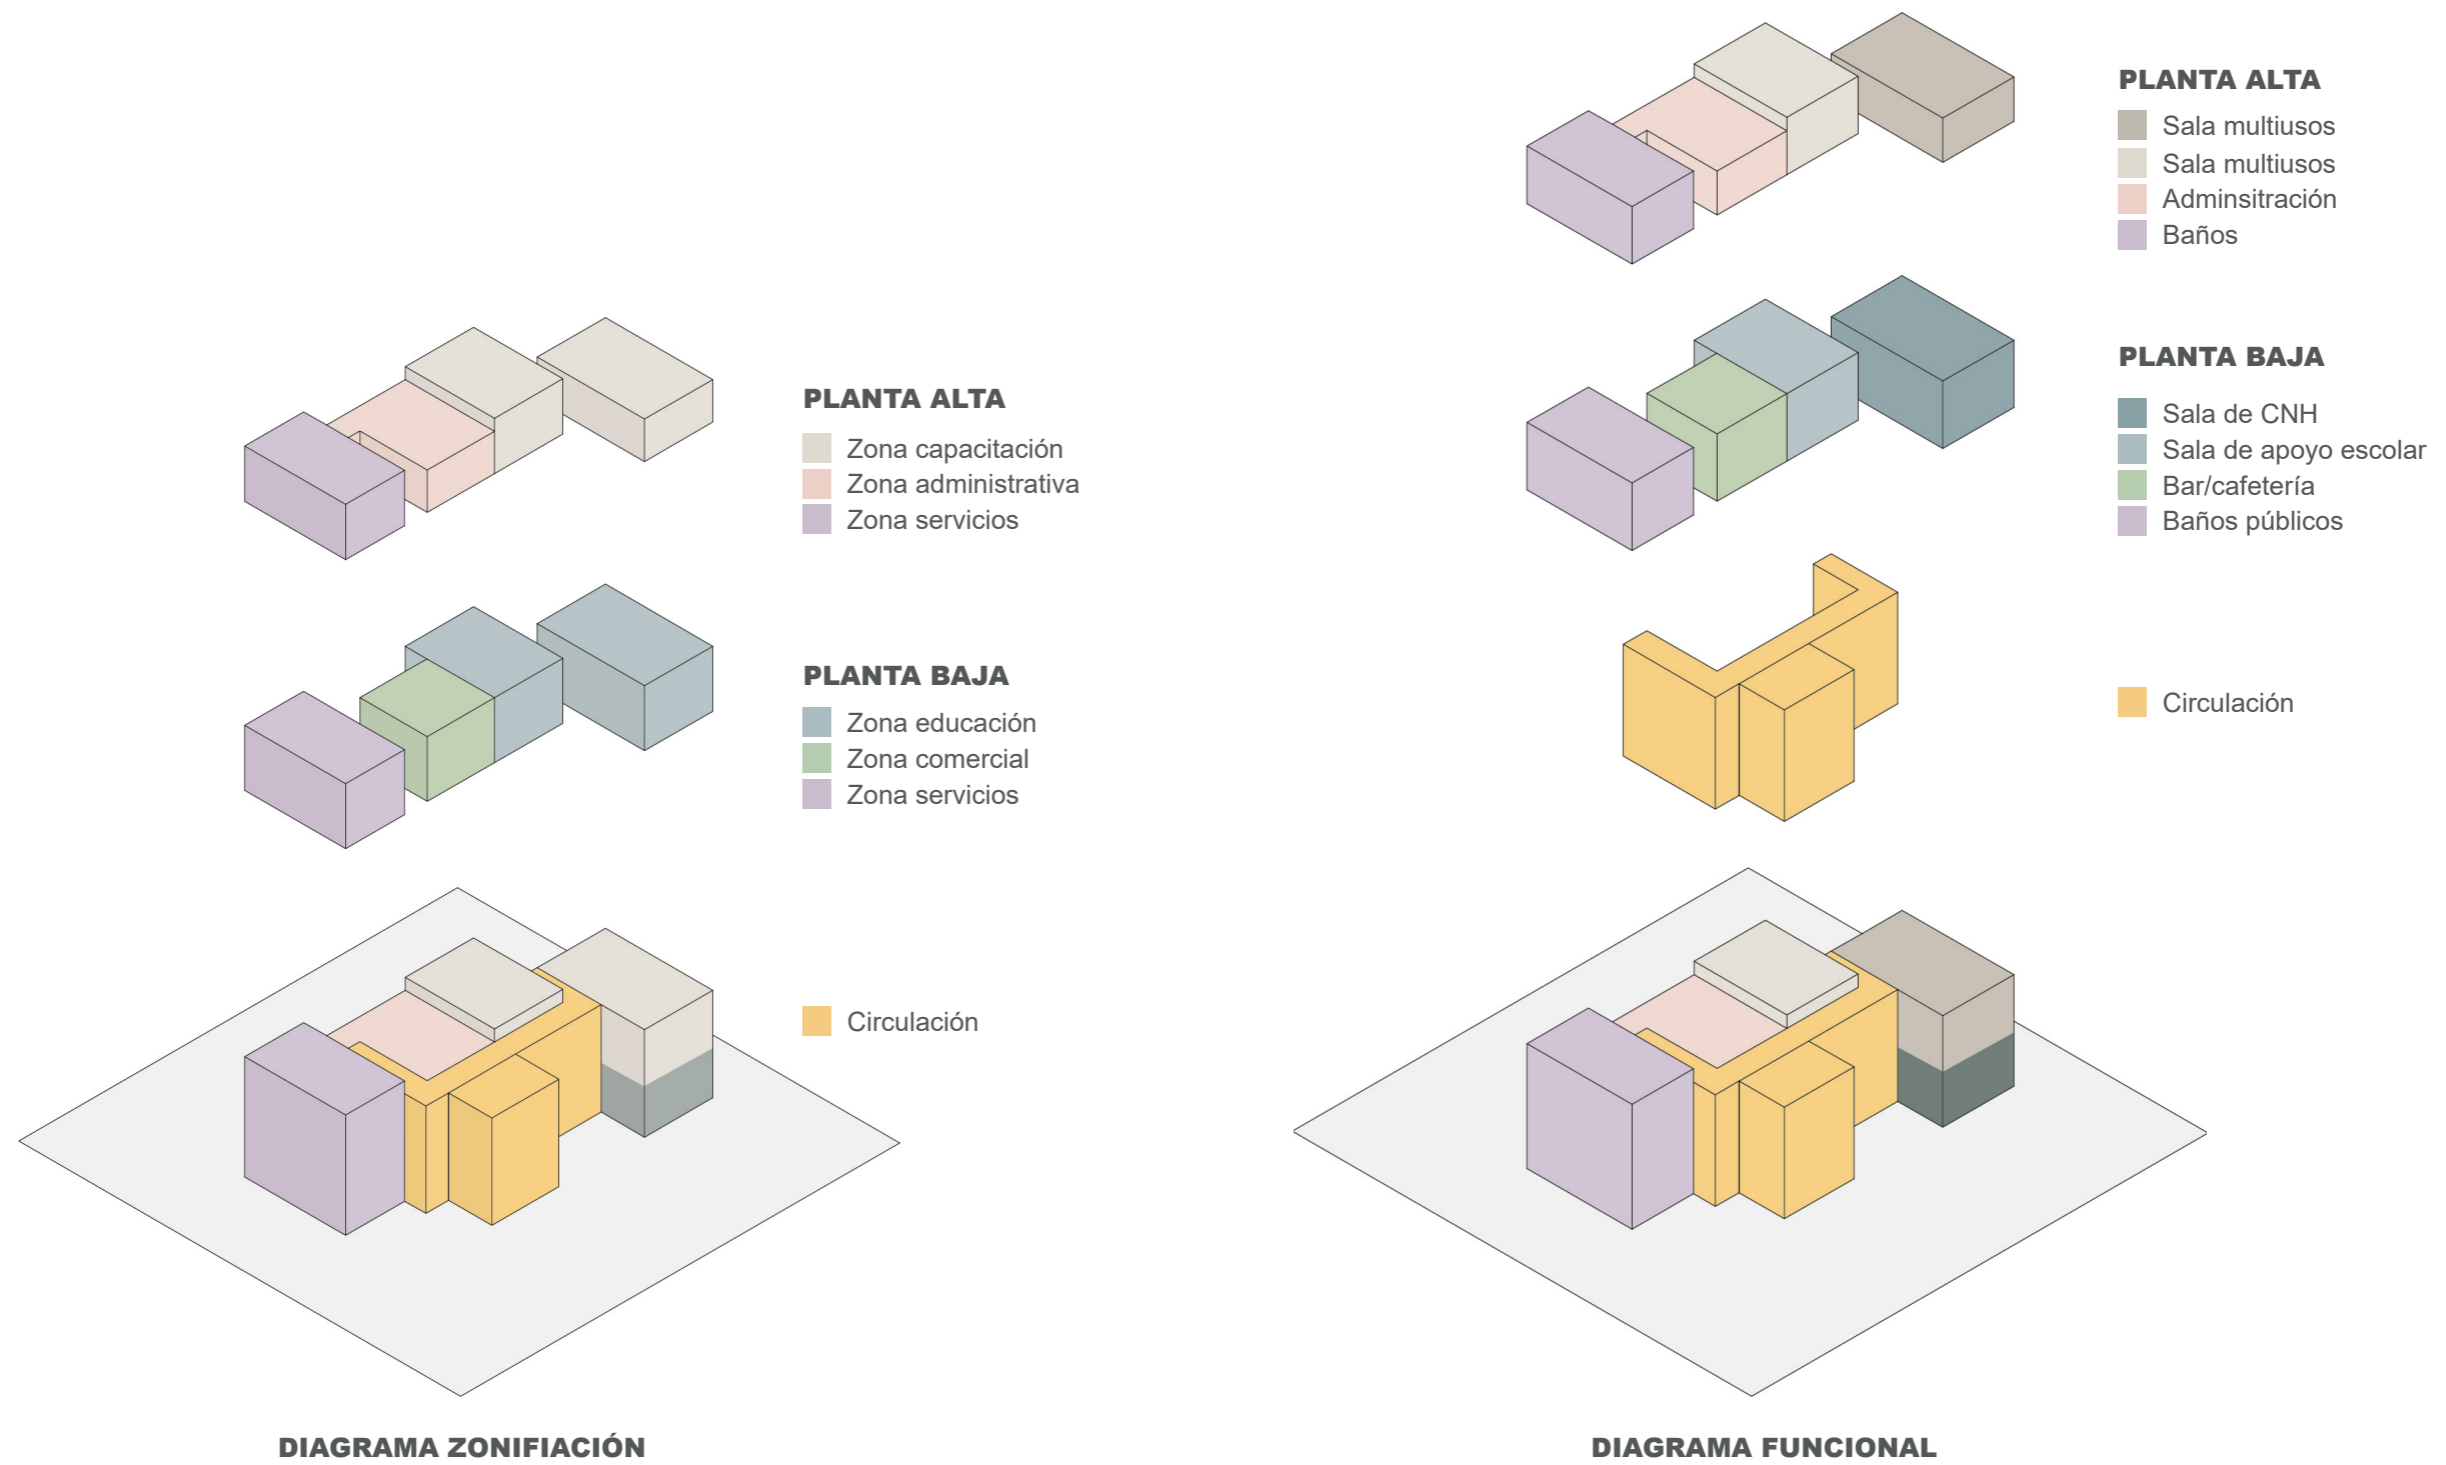 PLANTA ALTA
Zona capacitación
Zona administrativa
Zona servicios
PLANTA BAJA
Zona educación
Zona comercial
Zona servicios
Circulación
DIAGRAMA ZONIFIACIÓN
PLANTA ALTA
Sala multiusos
Sala multiusos
Adminsitración
Baños
PLANTA BAJA
Sala de CNH
Sala de apoyo escolar
Bar/cafetería
Baños públicos
Circulación
DIAGRAMA FUNCIONAL